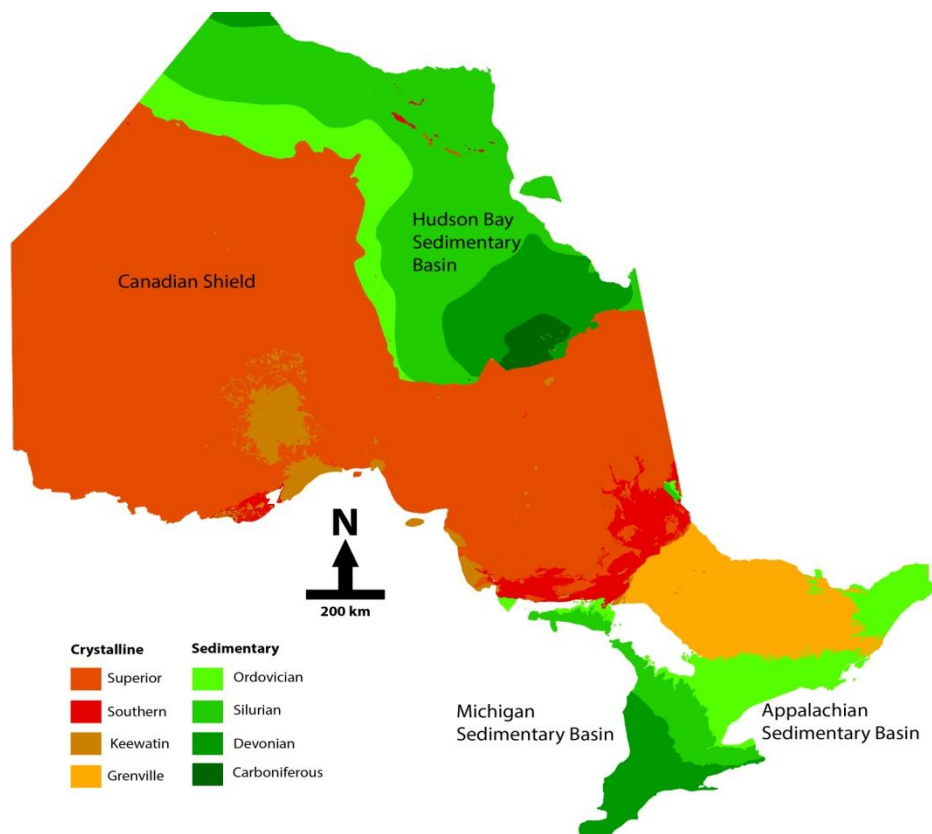 Hudson Bay
Sedimentary
Basin
Canadian Shield
N
200 km
Crystalline
Superior
Southern
Keewatin
Grenville
Sedimentary
Ordovician
Silurian
Devonian
Carboniferous
Michigan
Sedimentary Basin
Appalachian
Sedimentary Basin